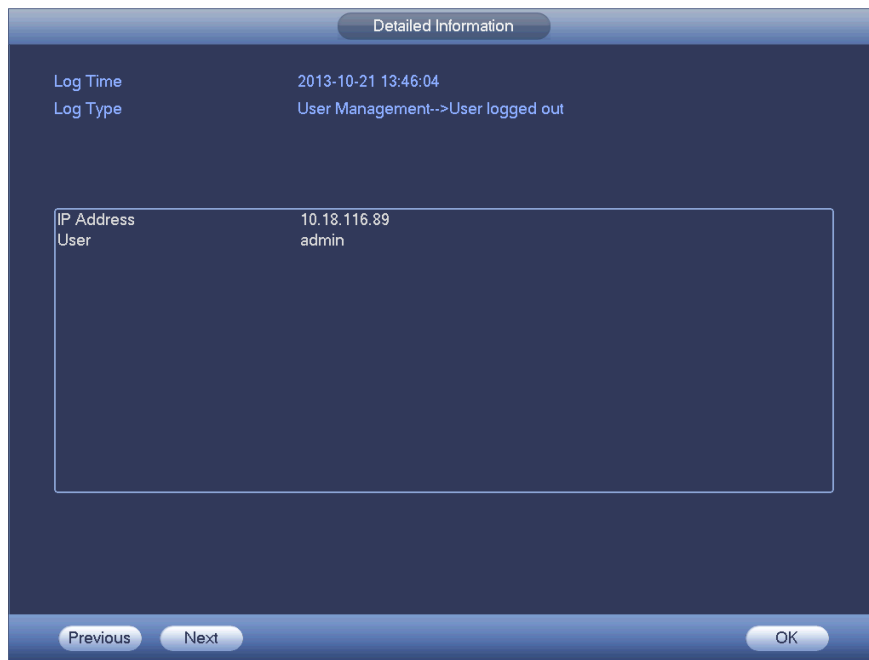 Detailed Information
Log Time 2013-10-21 13:46:04
Log Type User Management-->User logged out
IP Address 10.18.116.89
User admin
Previous Next OK